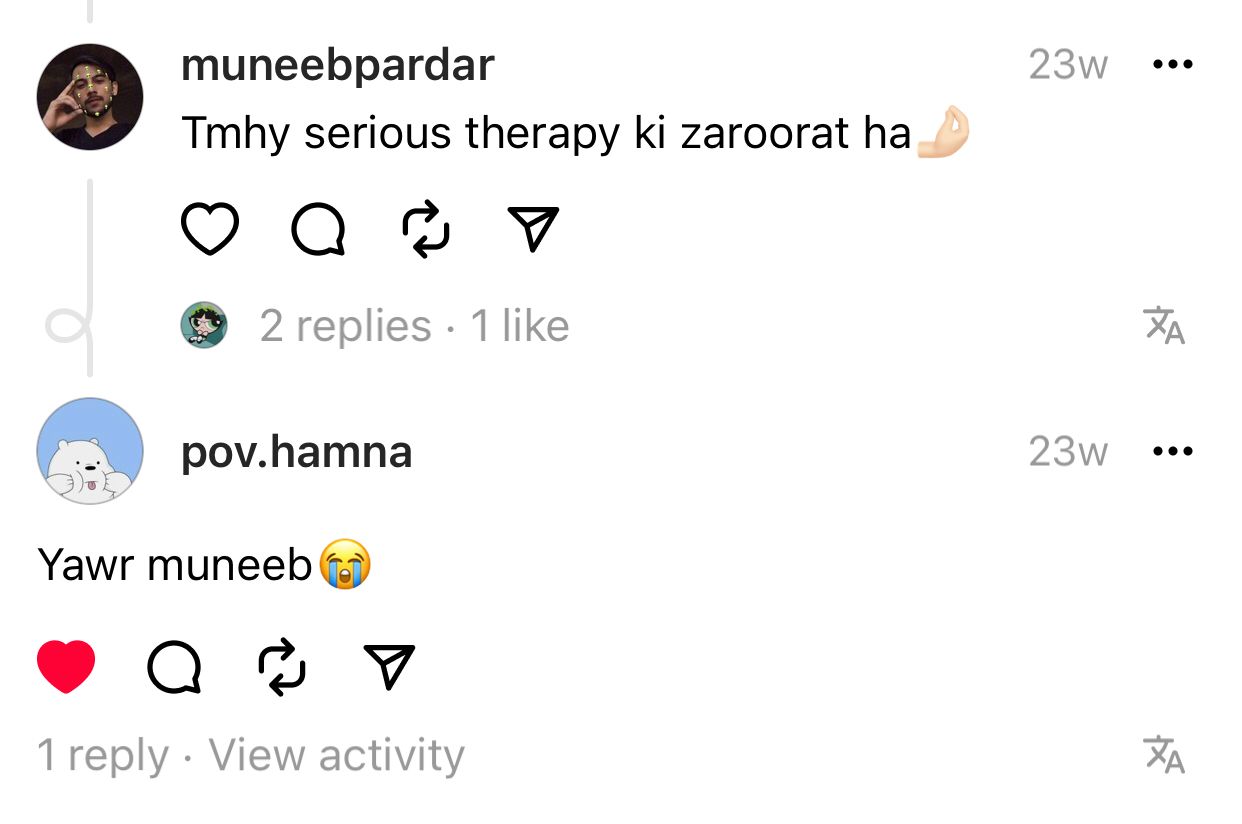 muneebpardar 23w
Tmhy serious therapy ki zaroorat ha🤌🏻
2 replies · 1 like
pov.hamna 23w
Yawr muneeb😭
1 reply · View activity